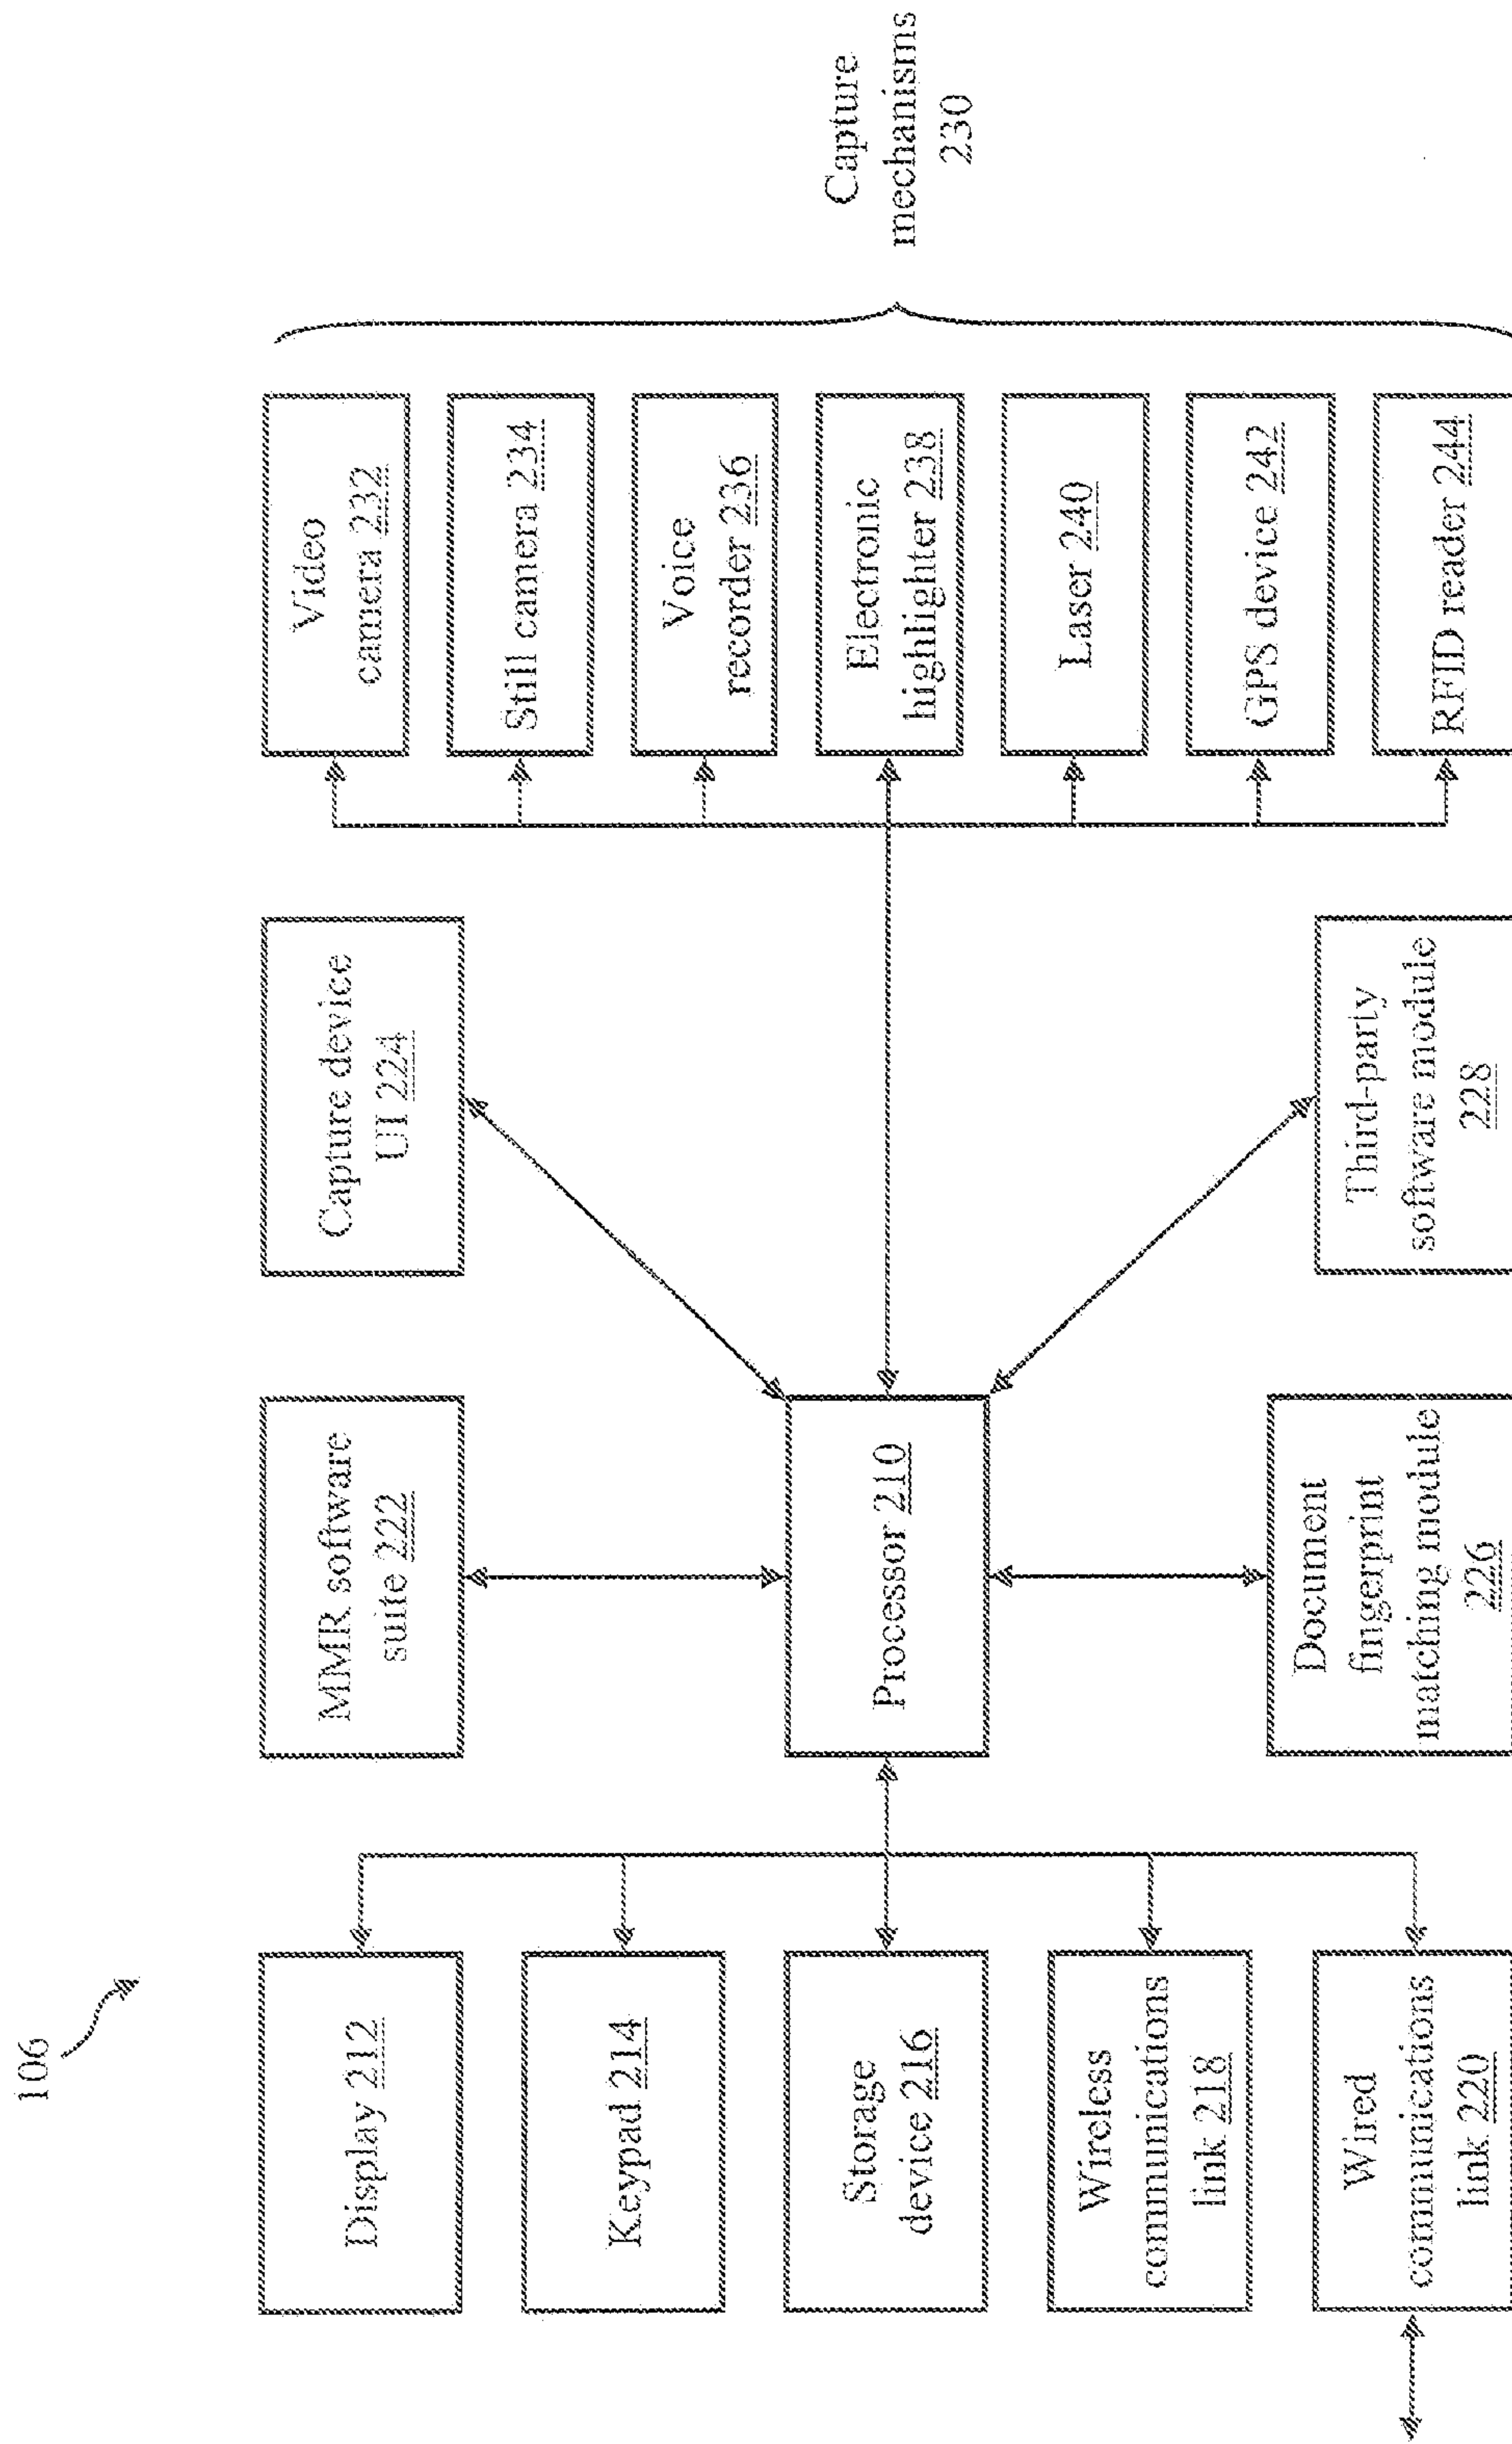 106
Display 212
Keypad 214
Storage
device 216
Wireless
communications
link 218
Wired
communications
link 220
MMR software
suite 222
Processor 210
Document
fingerprint
matching module
226
Capture device
UI 224
Third-party
software module
228
Video
camera 232
Still camera 234
Voice
recorder 236
Electronic
highlighter 238
Laser 240
GPS device 242
RFID reader 244
Capture
mechanisms
230